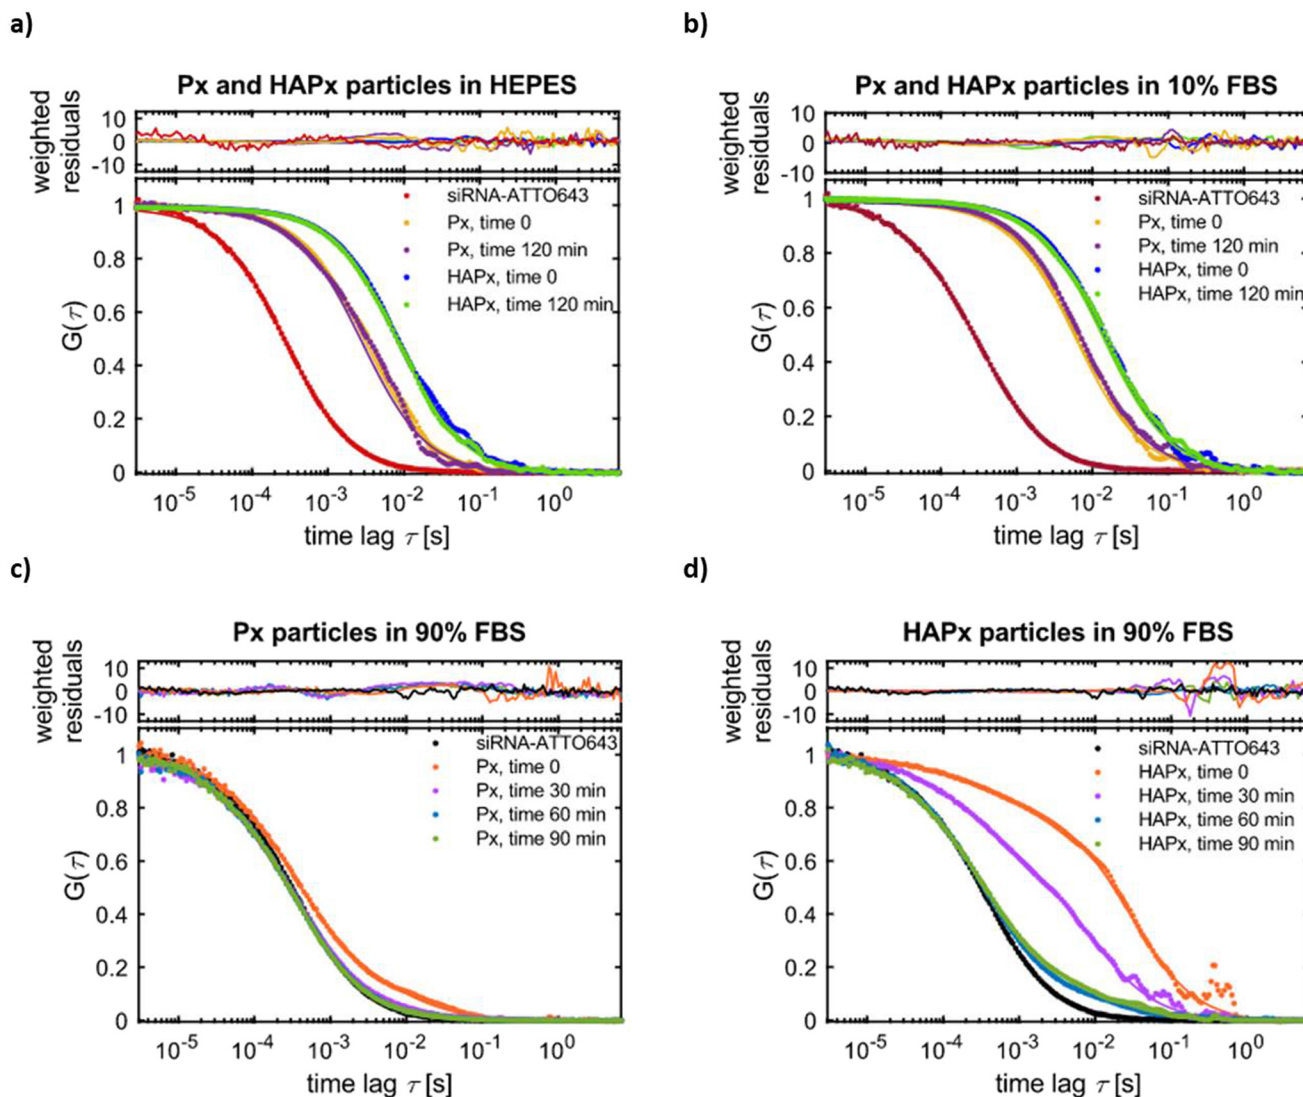 a)
Px and HAPx particles in HEPES
weighted
residuals
10
0
-10
siRNA-ATTO643
Px, time 0
Px, time 120 min
HAPx, time 0
HAPx, time 120 min
G(τ)
1
0.8
0.6
0.4
0.2
0
10⁻⁵
10⁻⁴
10⁻³
10⁻²
10⁻¹
10⁰
time lag τ [s]
b)
Px and HAPx particles in 10% FBS
weighted
residuals
10
0
-10
siRNA-ATTO643
Px, time 0
Px, time 120 min
HAPx, time 0
HAPx, time 120 min
G(τ)
1
0.8
0.6
0.4
0.2
0
10⁻⁵
10⁻⁴
10⁻³
10⁻²
10⁻¹
10⁰
time lag τ [s]
c)
Px particles in 90% FBS
weighted
residuals
10
0
-10
siRNA-ATTO643
Px, time 0
Px, time 30 min
Px, time 60 min
Px, time 90 min
G(τ)
1
0.8
0.6
0.4
0.2
0
10⁻⁵
10⁻⁴
10⁻³
10⁻²
10⁻¹
10⁰
time lag τ [s]
d)
HAPx particles in 90% FBS
weighted
residuals
10
0
-10
siRNA-ATTO643
HAPx, time 0
HAPx, time 30 min
HAPx, time 60 min
HAPx, time 90 min
G(τ)
1
0.8
0.6
0.4
0.2
0
10⁻⁵
10⁻⁴
10⁻³
10⁻²
10⁻¹
10⁰
time lag τ [s]